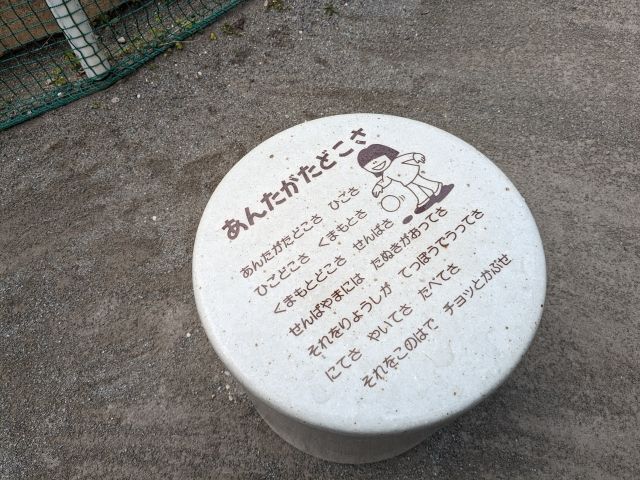 あんたがたどこさ
あんたがたどこさ ひごさ
ひごどこさ くまもとさ
くまもとどこさ せんばさ
せんばやまには たぬきがおってさ
それをりょうしが てっぽうでうってさ
にてさ やいてさ たべてさ
それをこのはで チョッとかぶせ